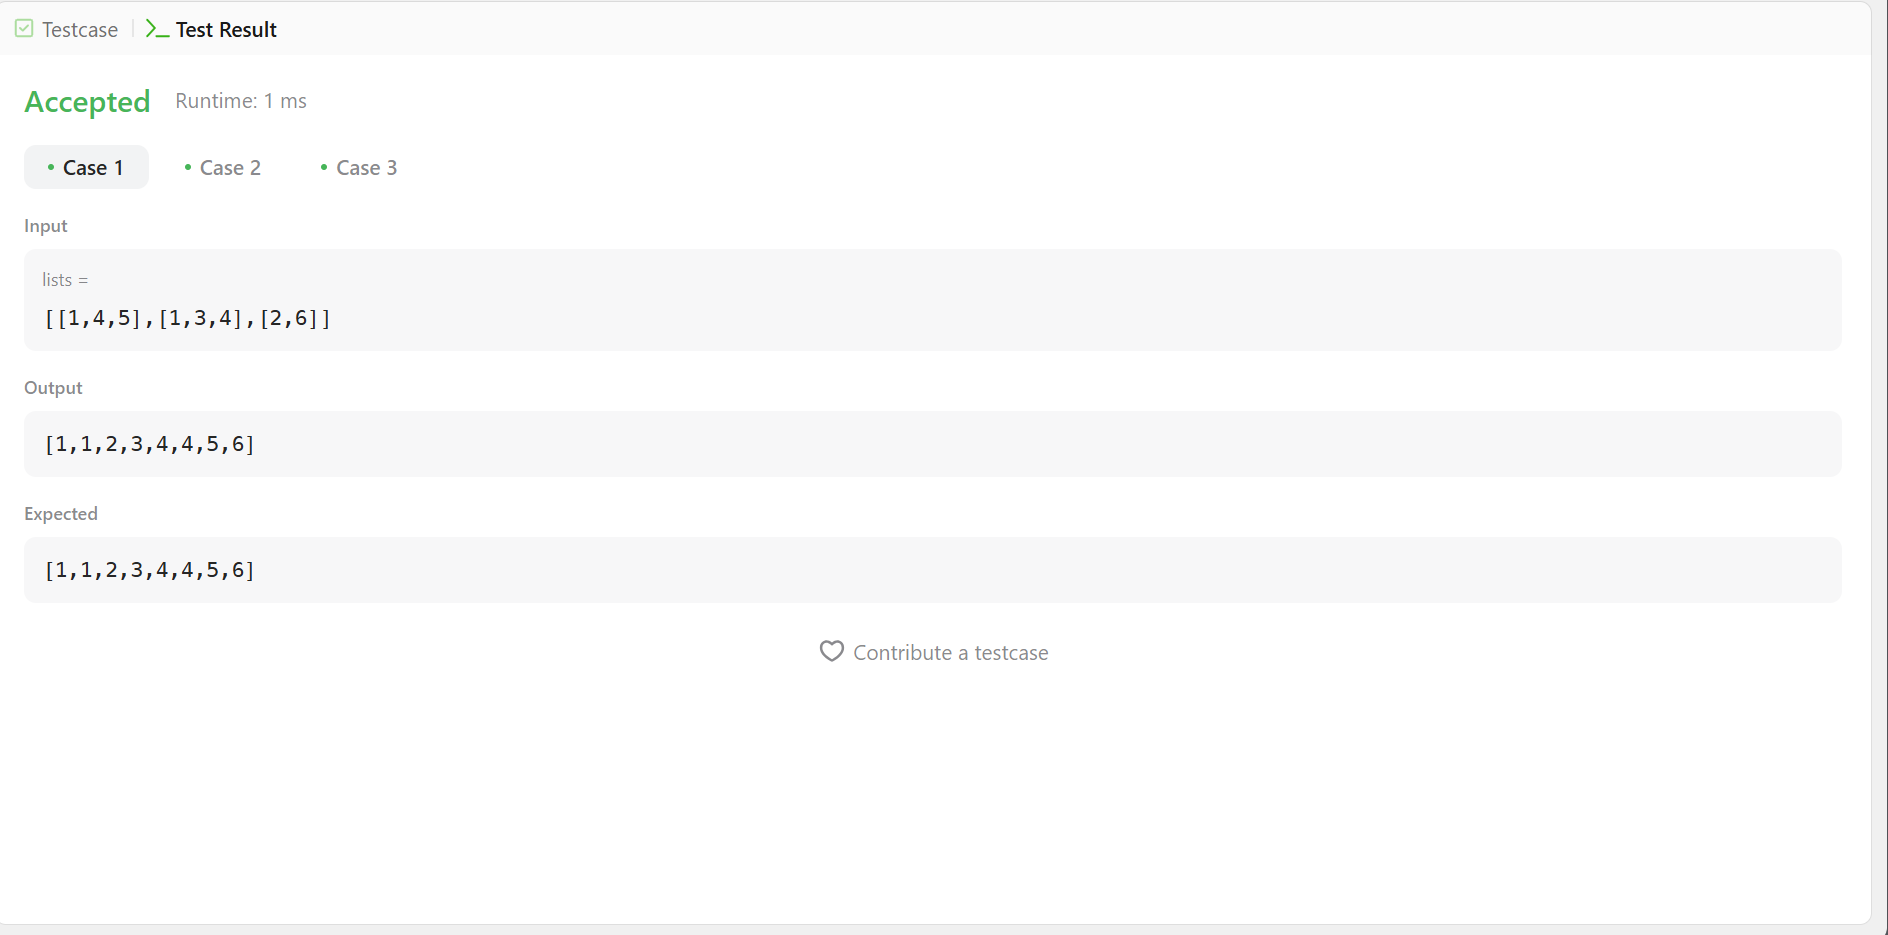 Testcase
Test Result
Accepted Runtime: 1 ms
Case 1 Case 2 Case 3
Input
lists =
[[1,4,5],[1,3,4],[2,6]]
Output
[1,1,2,3,4,4,5,6]
Expected
[1,1,2,3,4,4,5,6]
Contribute a testcase